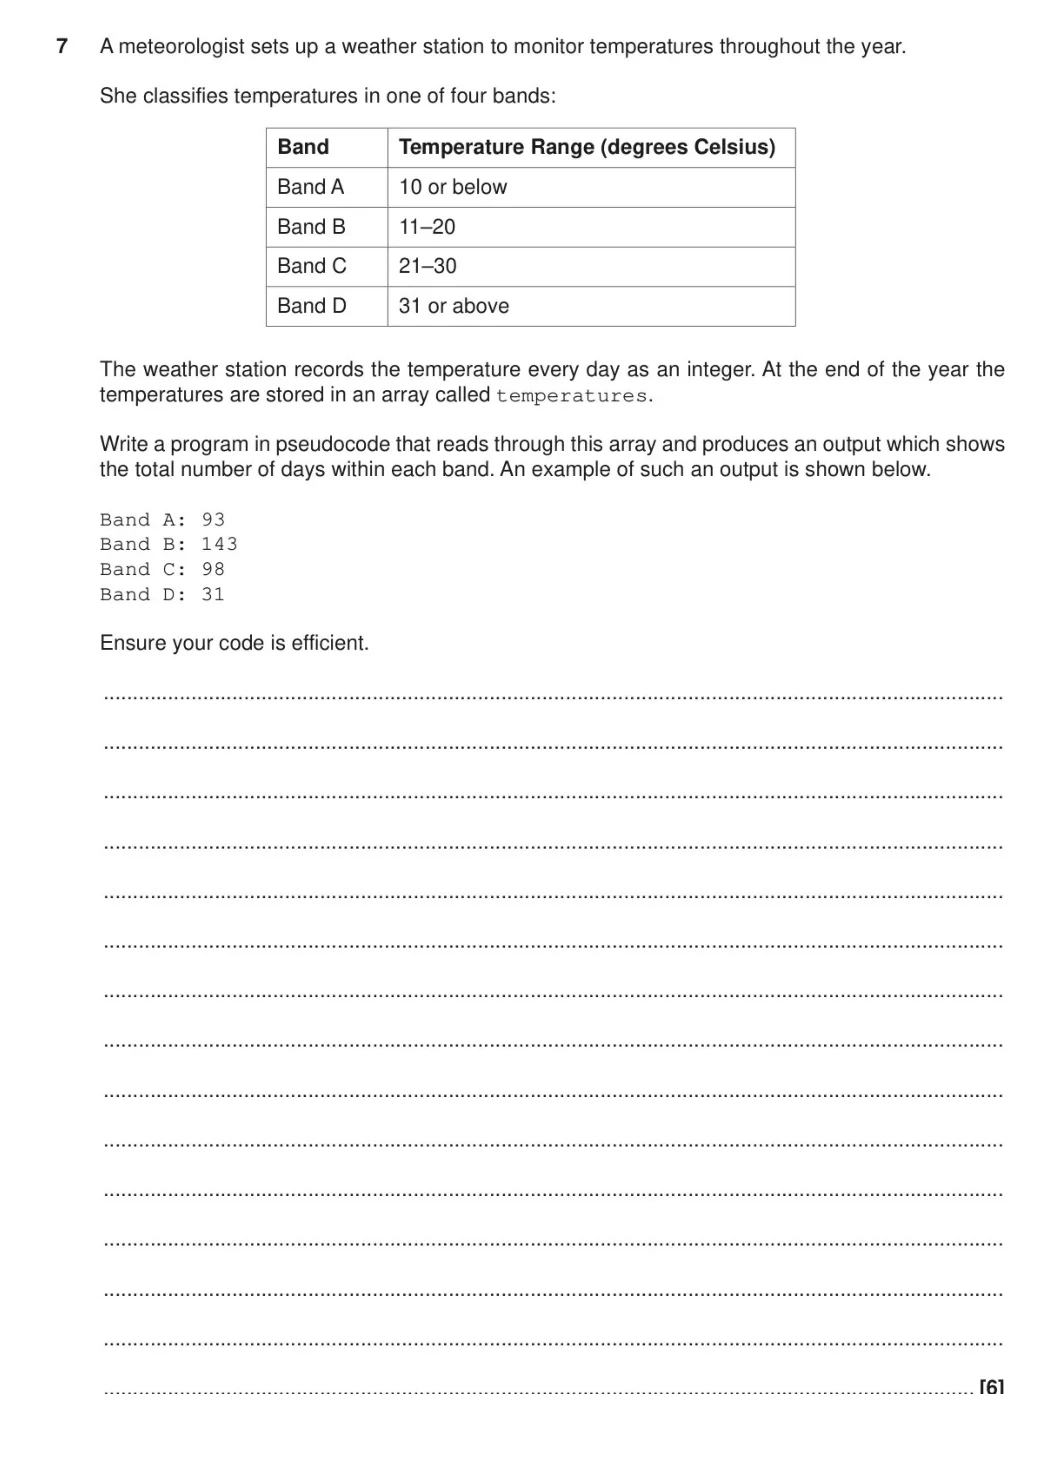 7 A meteorologist sets up a weather station to monitor temperatures throughout the year.
She classifies temperatures in one of four bands:
Band Temperature Range (degrees Celsius)
Band A 10 or below
Band B 11–20
Band C 21–30
Band D 31 or above
The weather station records the temperature every day as an integer. At the end of the year the
temperatures are stored in an array called temperatures.
Write a program in pseudocode that reads through this array and produces an output which shows
the total number of days within each band. An example of such an output is shown below.
Band A: 93
Band B: 143
Band C: 98
Band D: 31
Ensure your code is efficient.
[6]